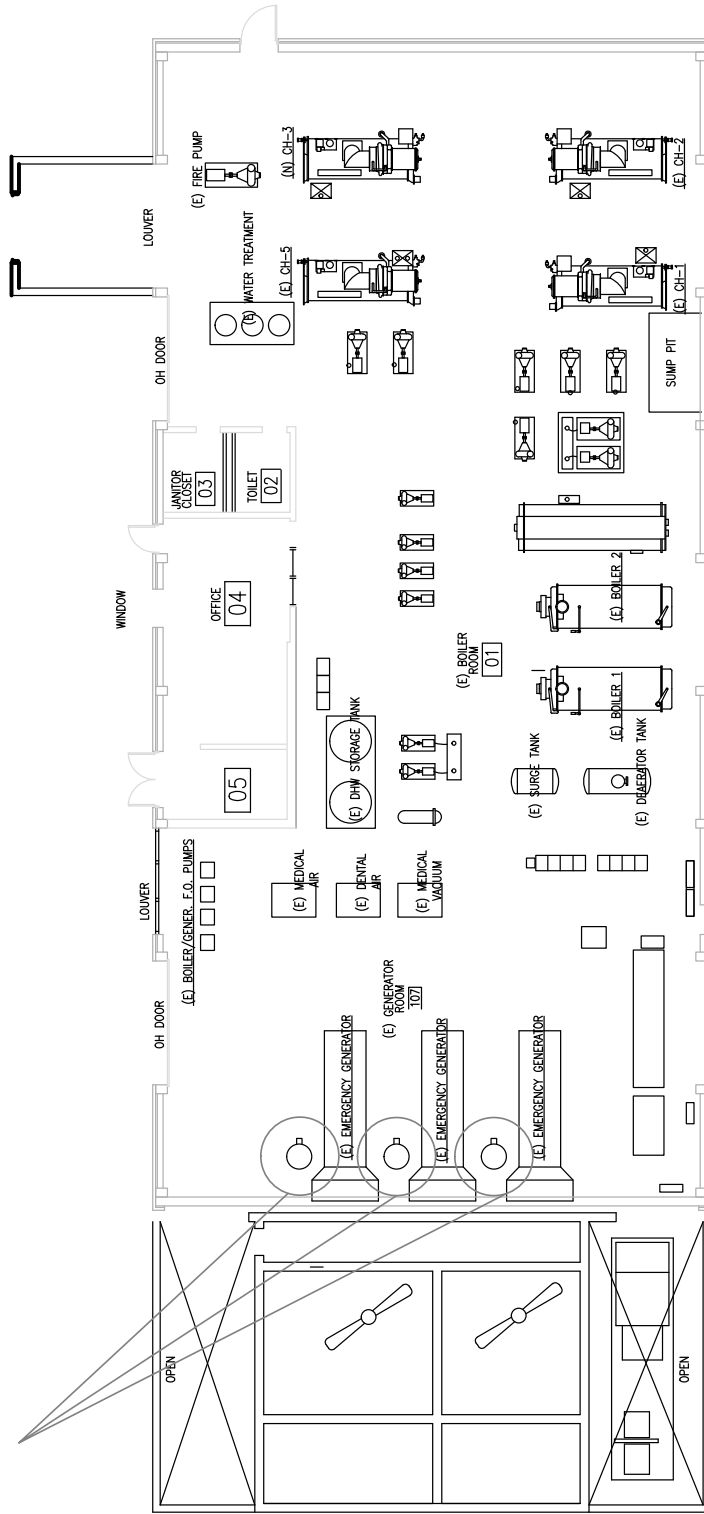 (E) FIRE PUMP
(N) CH-3
(E) CH-2
LOUVER
(E) WATER TREATMENT
(E) CH-5
(E) CH-1
OH DOOR
SUMP PIT
JANITOR
CLOSET
03
TOILET
02
WINDOW
OFFICE
04
(E) BOILER
ROOM
01
(E) BOILER 2
(E) BOILER 1
05
(E) DHW STORAGE TANK
(E) SURGE TANK
(E) DEAERATOR TANK
LOUVER
(E) BOILER/GENER. F.O. PUMPS
(E) MEDICAL
AIR
(E) DENTAL
AIR
(E) MEDICAL
VACUUM
OH DOOR
(E) GENERATOR
ROOM
107
(E) EMERGENCY GENERATOR
(E) EMERGENCY GENERATOR
(E) EMERGENCY GENERATOR
OPEN
OPEN